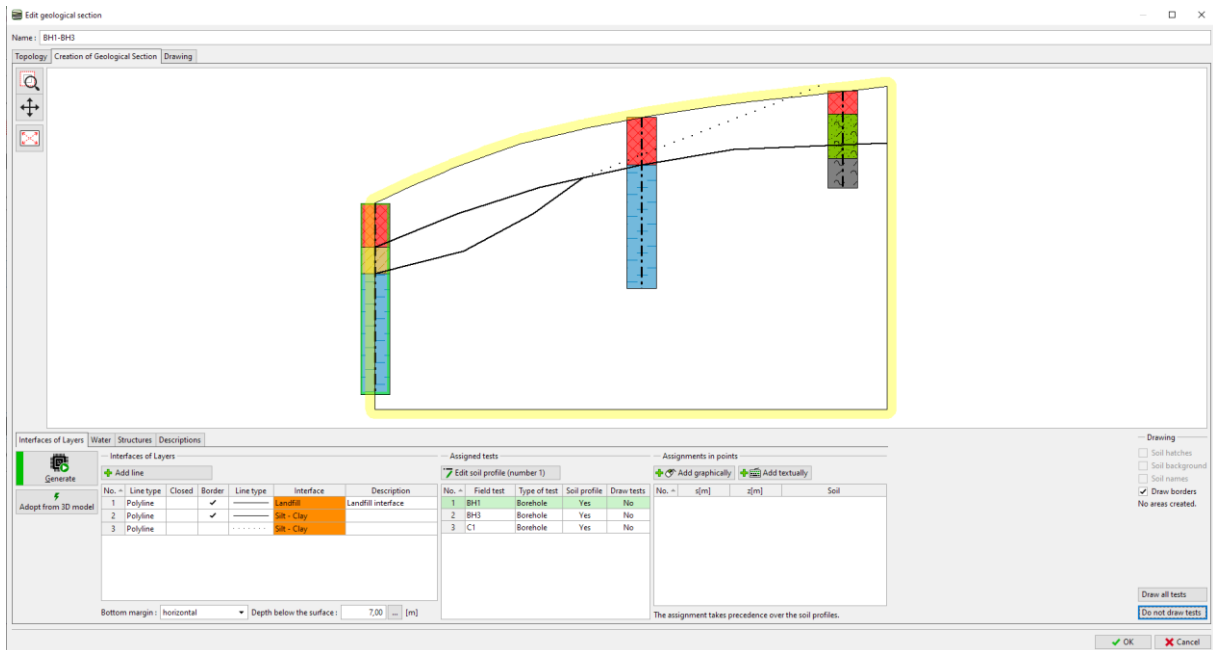 Edit geological section
Name : BH1-BH3
Topology Creation of Geological Section Drawing
Interfaces of Layers Water Structures Descriptions
Generate
Adopt from 3D model
Interfaces of Layers
Add line
No. Line type Closed Border Line type Interface Description
1 Polyline Landfill Landfill interface
2 Polyline Silt - Clay
3 Polyline Silt - Clay
Bottom margin : horizontal Depth below the surface : 7,00 ... [m]
Assigned tests
Edit soil profile (number 1)
No. Field test Type of test Soil profile Draw tests
1 BH1 Borehole Yes No
2 BH3 Borehole Yes No
3 C1 Borehole Yes No
Assignments in points
Add graphically Add textually
No. s[m] z[m] Soil
The assignment takes precedence over the soil profiles.
Drawing
Soil hatches
Soil background
Soil names
Draw borders
No areas created.
Draw all tests
Do not draw tests
OK Cancel